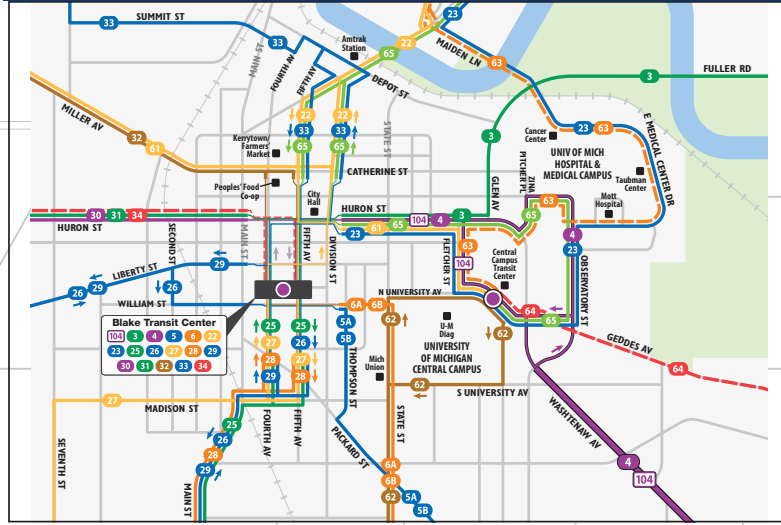 SUMMIT ST
33
33
23
MAIDEN LN
63
FULLER RD
3
Amtrak
Station
22
65
DEPOT ST
MAIN ST
FOURTH AV
FIFTH AV
MILLER AV
32
61
22
33
65
22
33
65
STATE ST
Kerrytown/
Farmers'
Market
CATHERINE ST
Peoples' Food
Co-op
City
Hall
3
Cancer
Center
23
63
E MEDICAL CENTER DR
UNIV OF MICH
HOSPITAL &
MEDICAL CAMPUS
Taubman
Center
Mott
Hospital
GLEN AV
PITCHER PL
ZINA
63
65
30
31
34
HURON ST
HURON ST
104
4
3
23
61
65
4
23
SECOND ST
MAIN ST
FIFTH AV
DIVISION ST
FLETCHER ST
63
104
Central
Campus
Transit
Center
OBSERVATORY ST
LIBERTY ST
29
26
29
26
WILLIAM ST
N UNIVERSITY AV
64
65
GEDDES AV
64
Blake Transit Center
104 3 4 5 6 22
23 25 26 27 28 29
30 31 32 33 34
6A
6B
5A
5B
62
62
U-M
Diag
UNIVERSITY
OF MICHIGAN
CENTRAL CAMPUS
25
27
28
29
25
26
27
28
THOMPSON ST
Mich
Union
62
S UNIVERSITY AV
27
MADISON ST
SEVENTH ST
25
26
28
29
MAIN ST
FOURTH AV
FIFTH AV
PACKARD ST
STATE ST
6A
6B
62
5A
5B
WASHTENAW AV
4
104